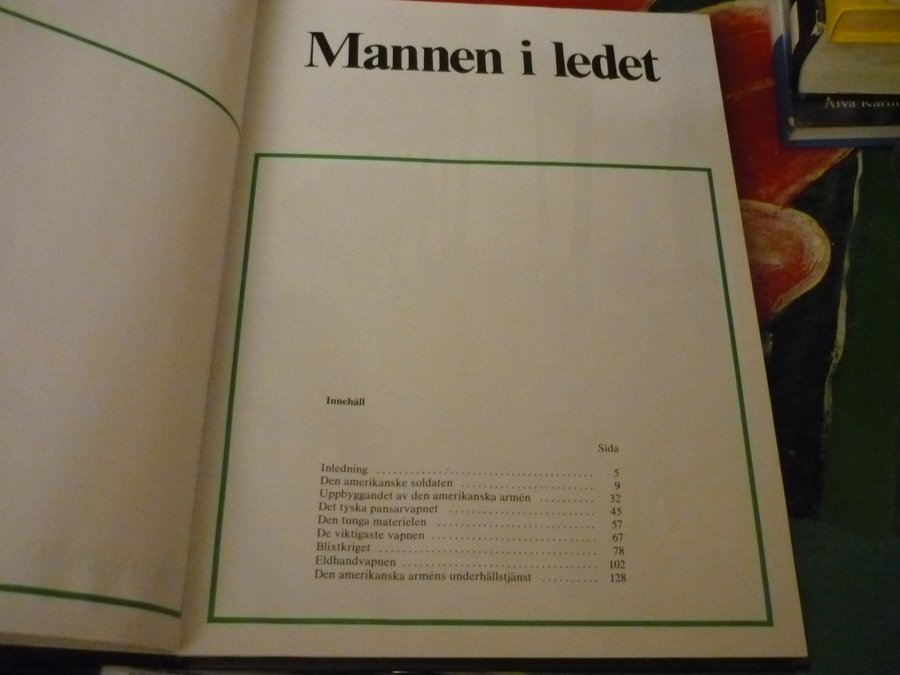 Mannen i ledet
Innehåll
Sida
Inledning ........................................ 5
Den amerikanske soldaten ........................ 9
Uppbyggandet av den amerikanska armén .......... 32
Det tyska pansarvapnet ........................... 45
Den tunga materielen ............................ 57
De viktigaste vapnen ............................. 67
Blixtkriget ....................................... 78
Eldhandvapnen ................................... 102
Den amerikanska arméns underhållstjänst .......... 128